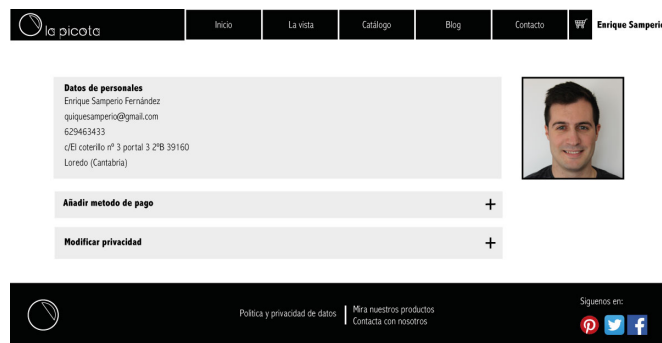 la picota
Inicio
La vista
Catálogo
Blog
Contacto
Enrique Samperio
Datos de personales
Enrique Samperio Fernández
quiquesamperio@gmail.com
629463433
c/El coterillo nº 3 portal 3 2ºB 39160
Loredo (Cantabria)
Añadir metodo de pago +
Modificar privacidad +
Politica y privacidad de datos
Mira nuestros productos
Contacta con nosotros
Siguenos en: